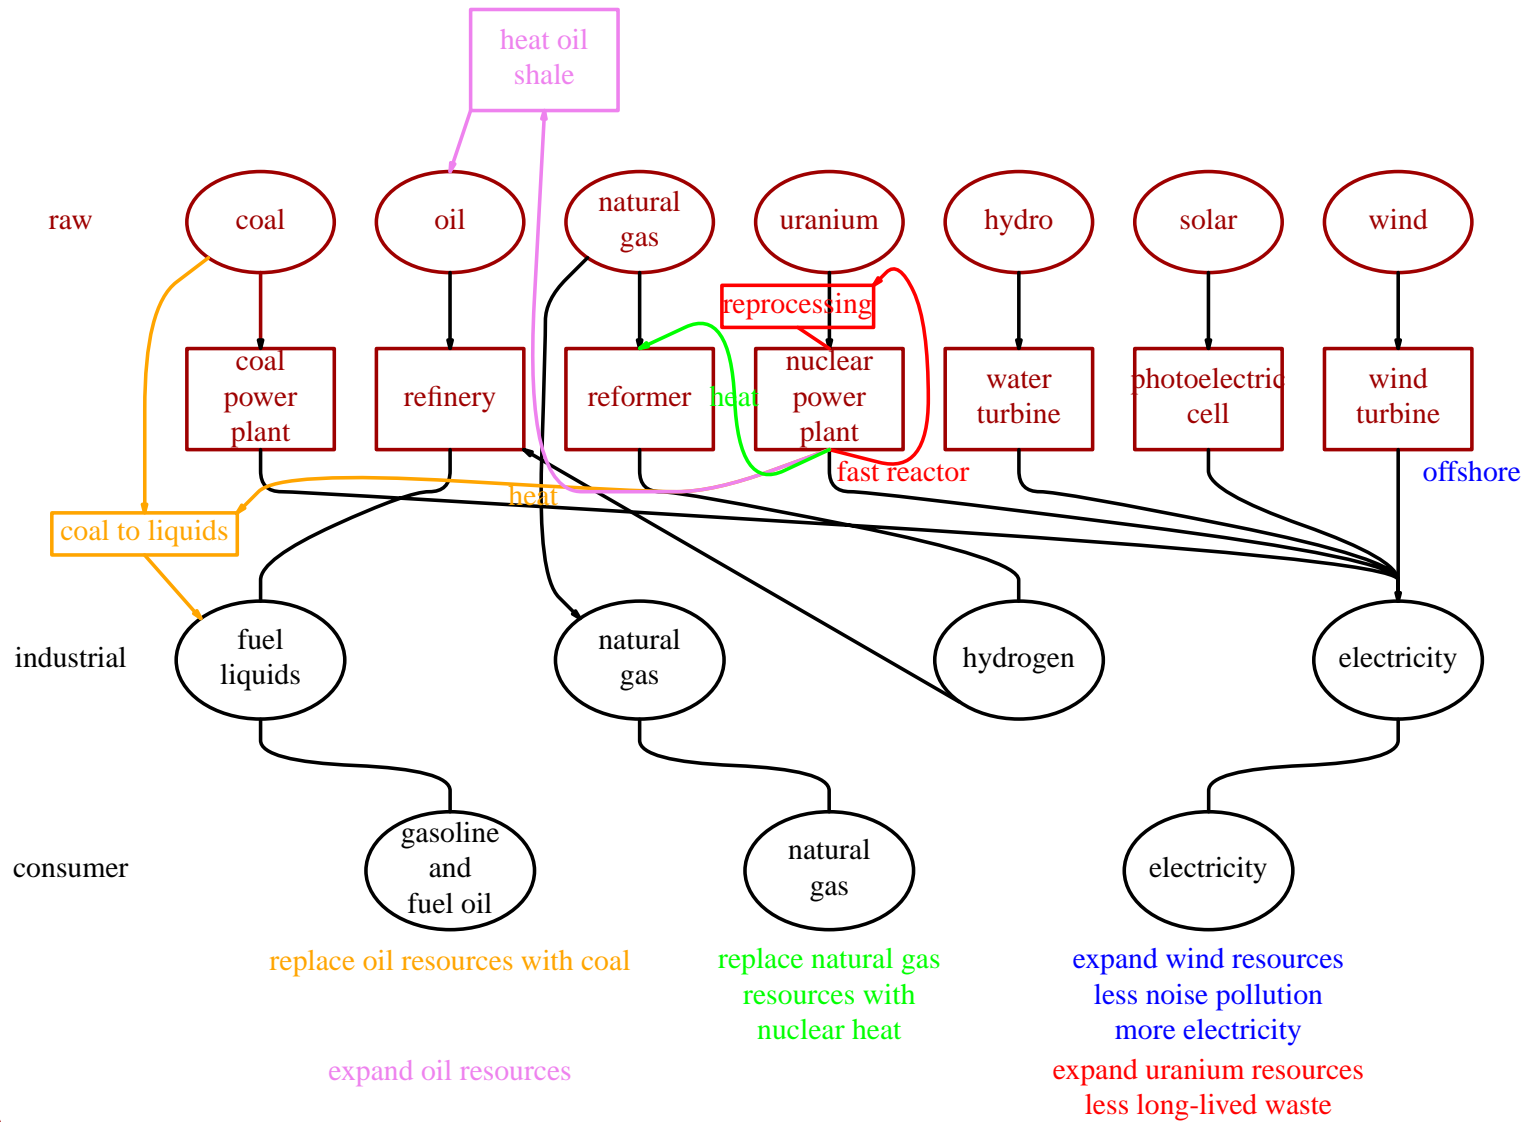 heat oil
shale
raw
coal
oil
natural
gas
uranium
hydro
solar
wind
reprocessing
coal
power
plant
refinery
reformer
heat
nuclear
power
plant
water
turbine
photoelectric
cell
wind
turbine
fast reactor
offshore
heat
coal to liquids
industrial
fuel
liquids
natural
gas
hydrogen
electricity
consumer
gasoline
and
fuel oil
natural
gas
electricity
replace oil resources with coal
replace natural gas
resources with
nuclear heat
expand wind resources
less noise pollution
more electricity
expand oil resources
expand uranium resources
less long-lived waste